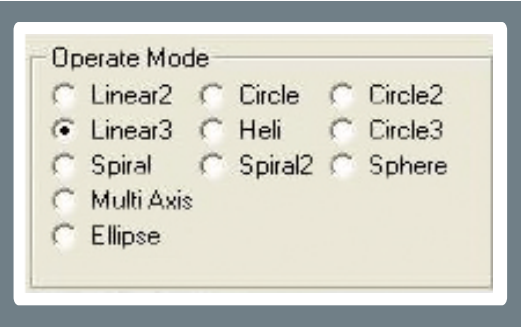 Operate Mode
Linear2 Circle Circle2
Linear3 Heli Circle3
Spiral Spiral2 Sphere
Multi Axis
Ellipse